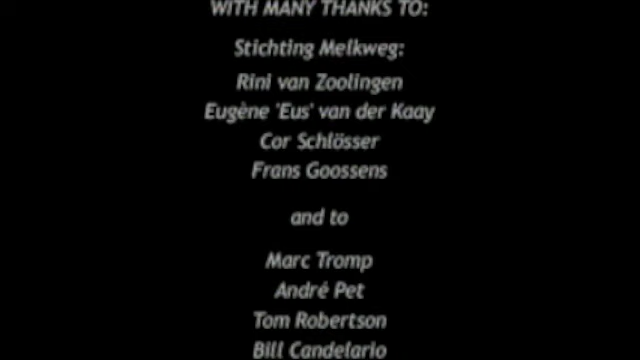 WITH MANY THANKS TO:
Stichting Melkweg:
Rini van Zoolingen
Eugène 'Eus' van der Kaay
Cor Schlösser
Frans Goossens
and to
Marc Tromp
André Pet
Tom Robertson
Bill Candelario